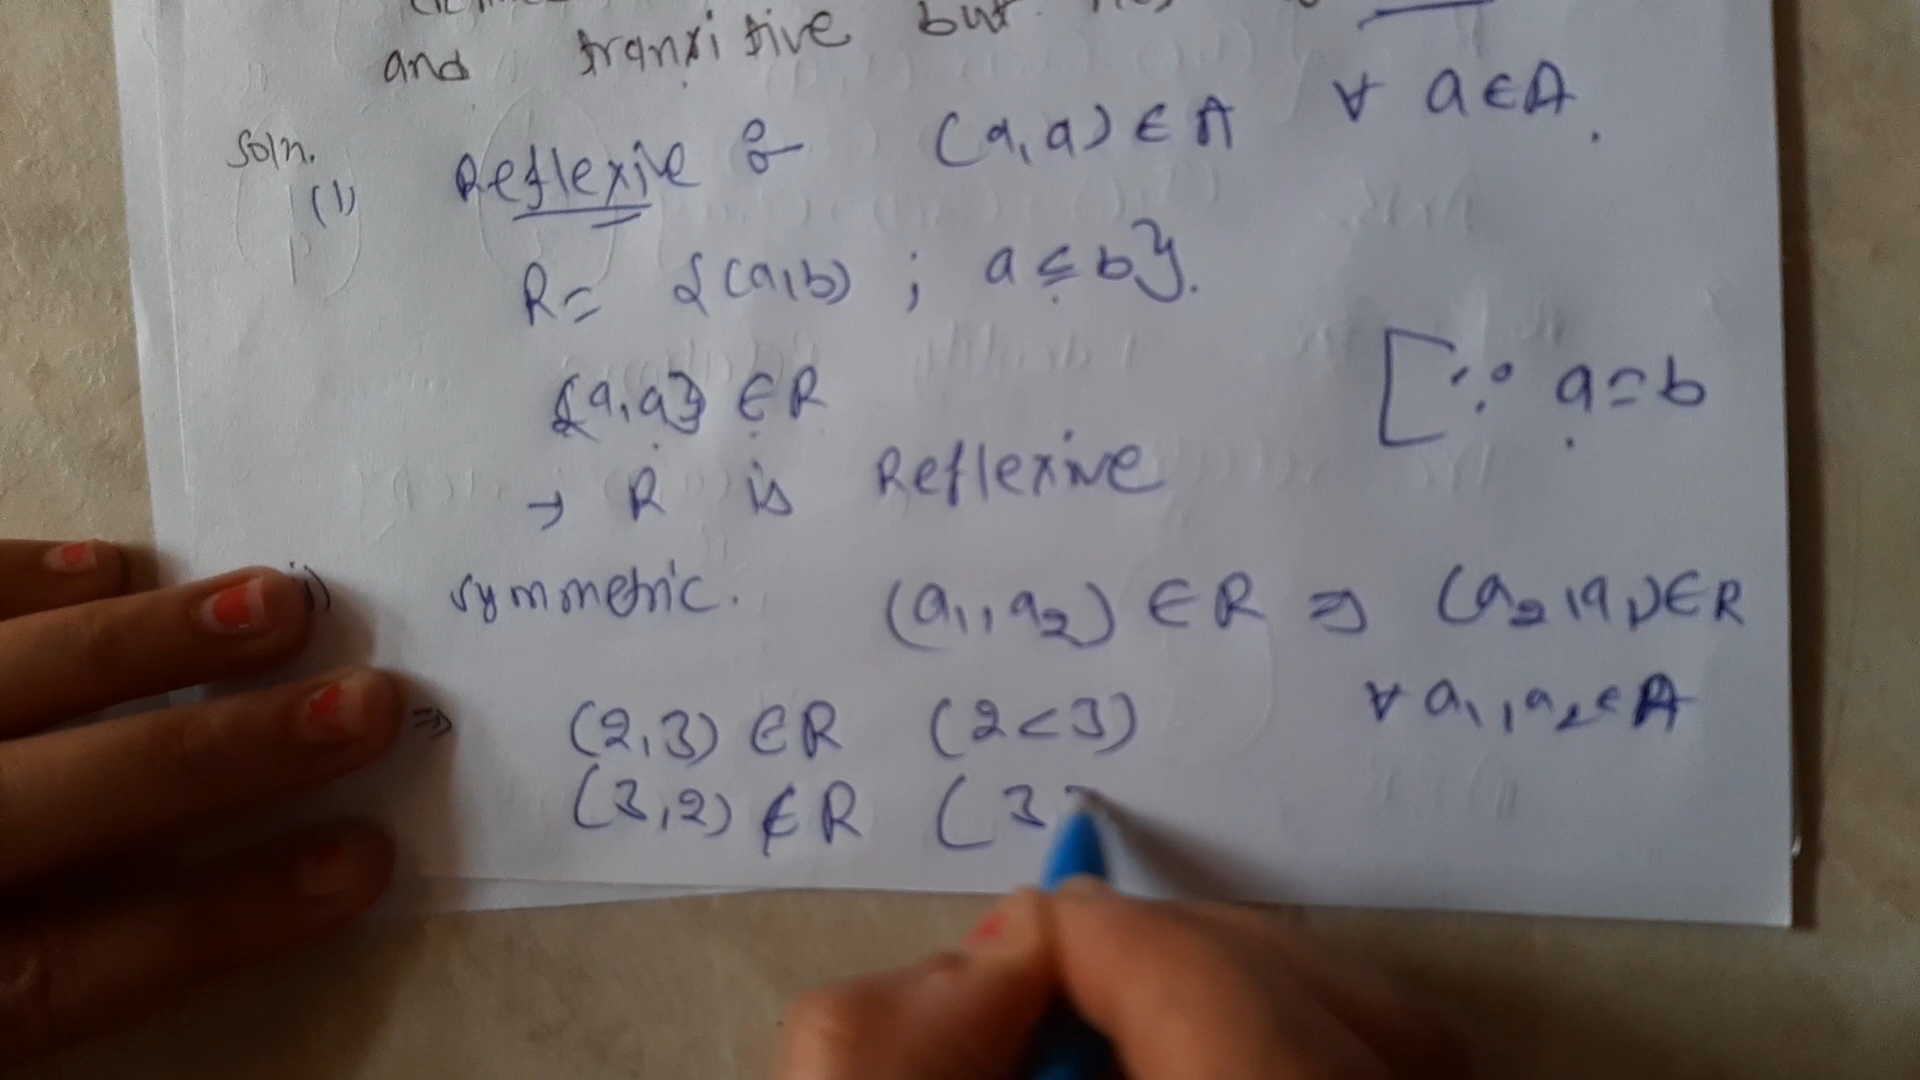 and tranxitive but
Soln.
(1) Reflexive : (a,a) ∈ A ∀ a ∈ A.
R = {(a,b) ; a ≤ b}.
{a,a} ∈ R [∵ a = b
→ R is Reflexive
i) symmetric. (a₁,a₂) ∈ R ⇒ (a₂,a₁) ∈ R
∀ a₁,a₂ ∈ A
⇒ (2,3) ∈ R (2<3)
(3,2) ∉ R (3